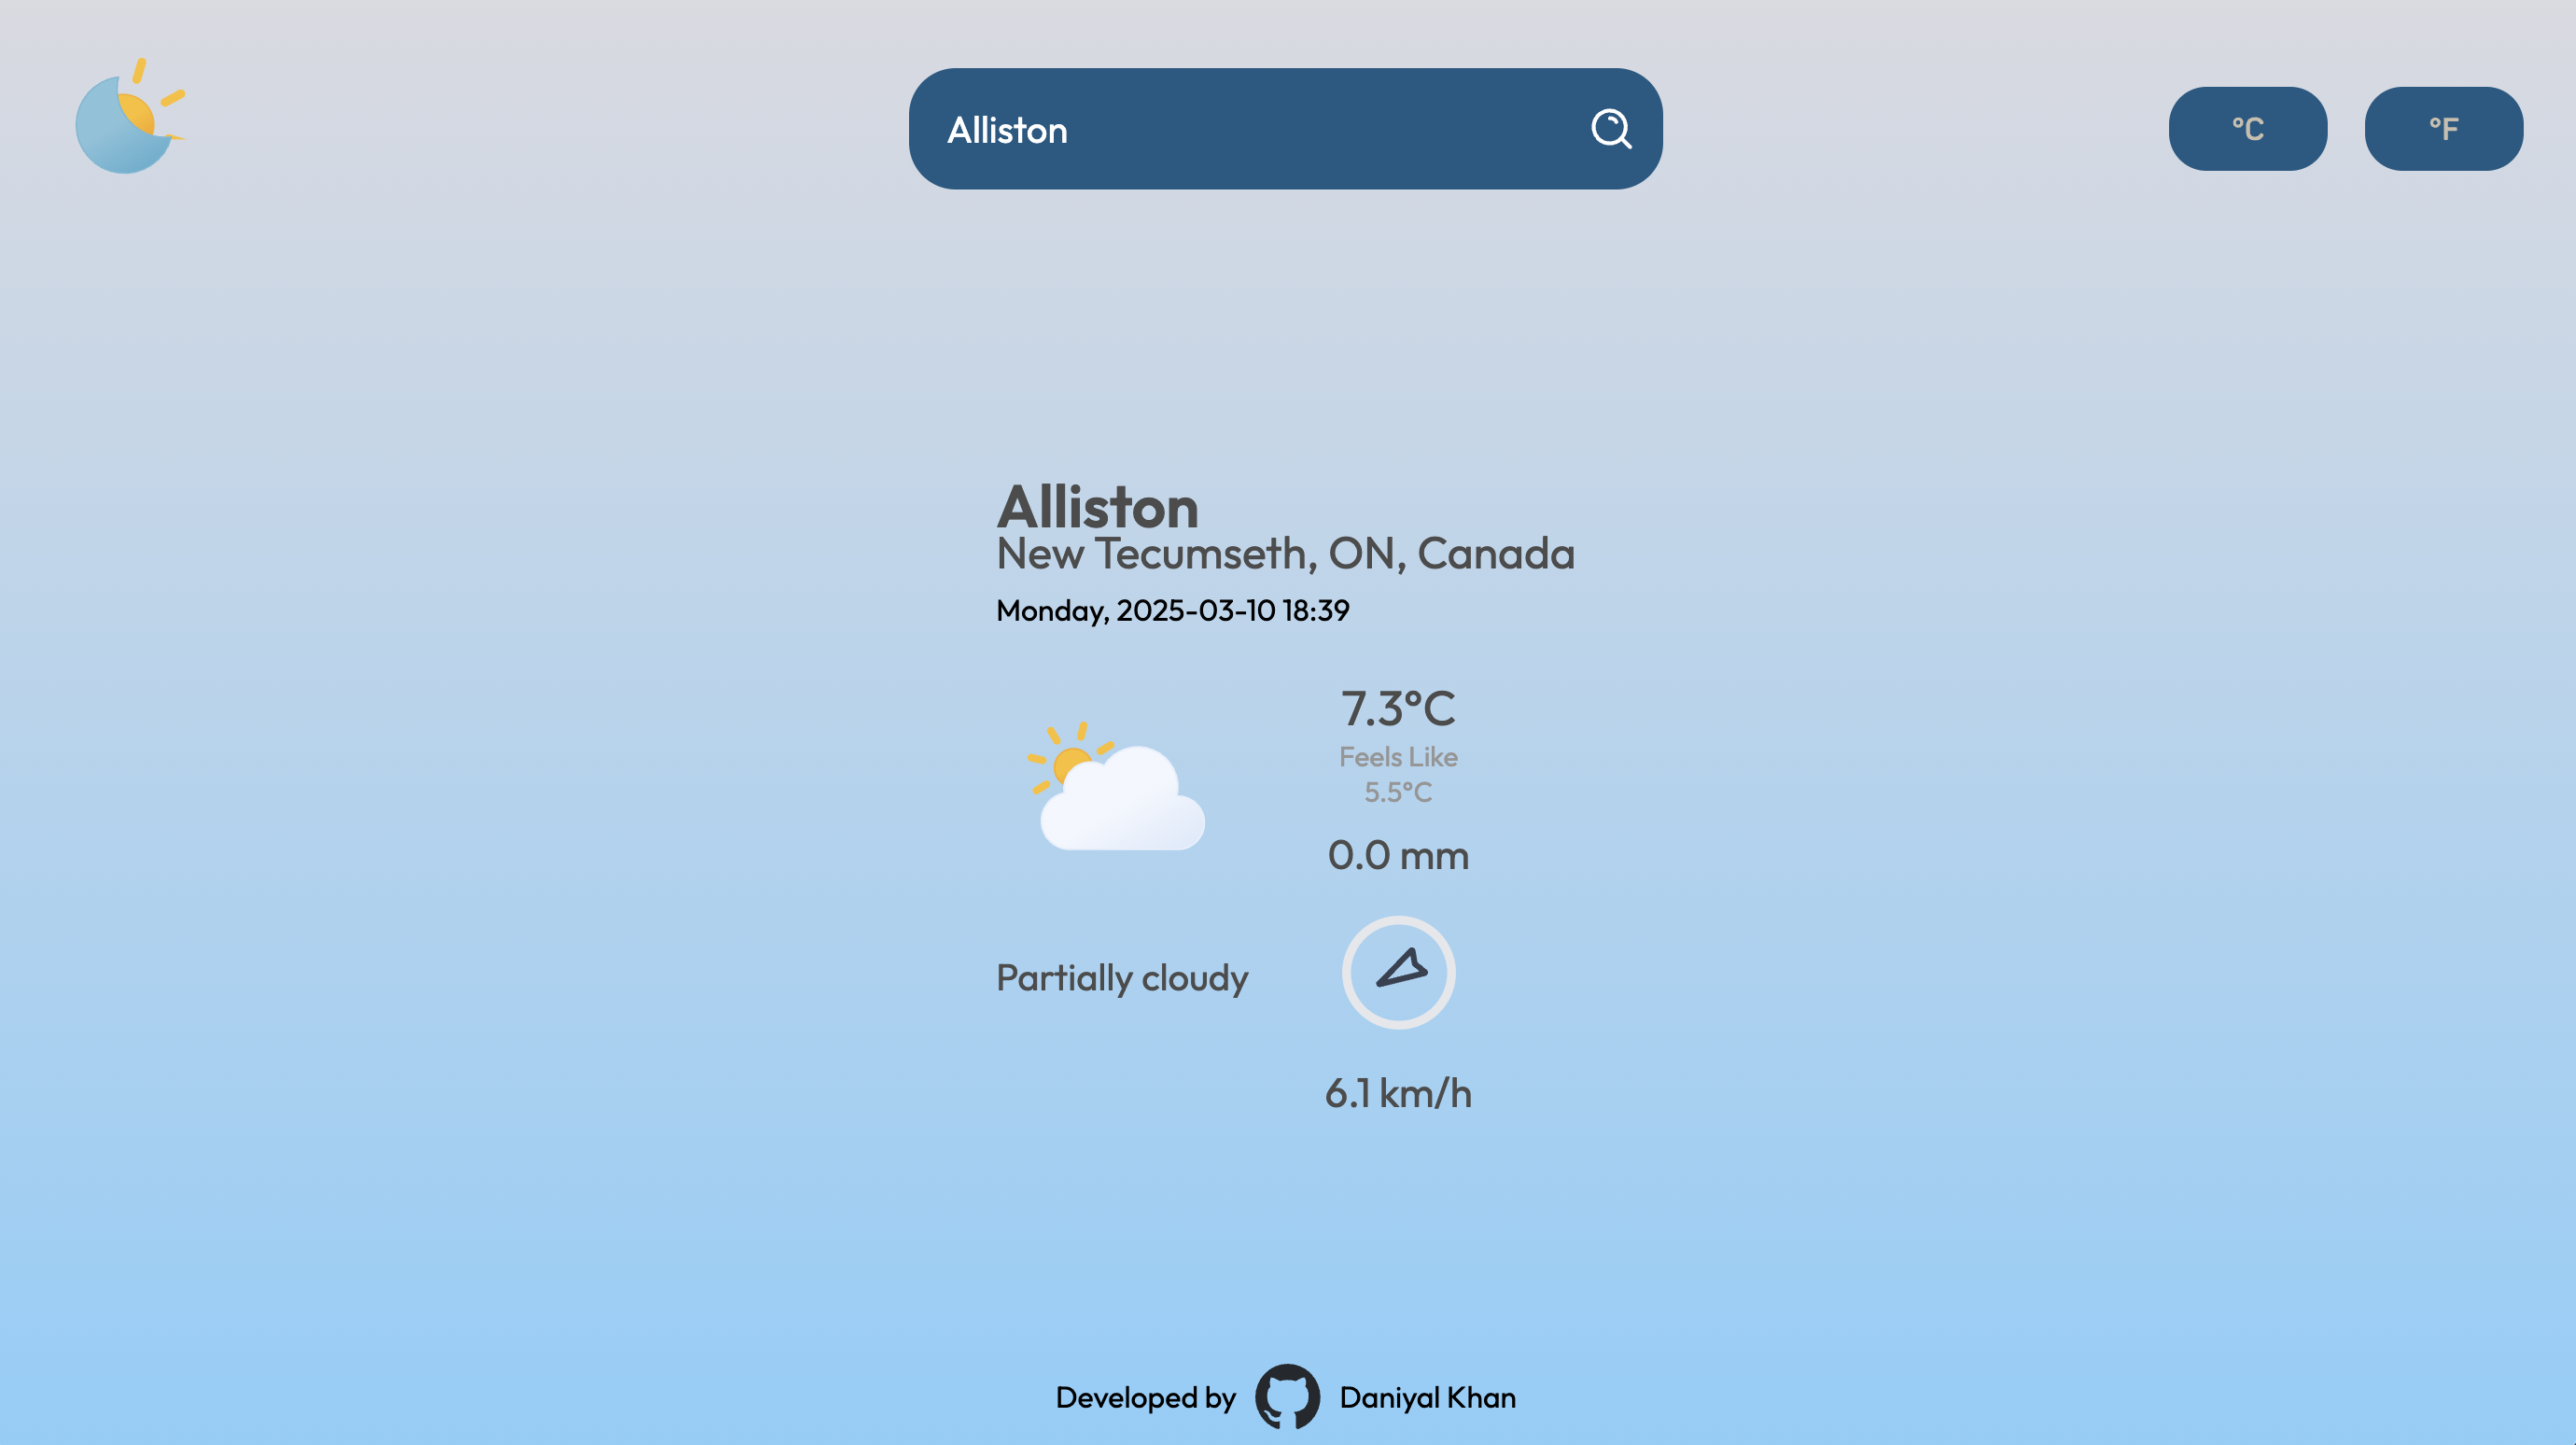 Alliston
°C
°F
Alliston
New Tecumseth, ON, Canada
Monday, 2025-03-10 18:39
7.3°C
Feels Like
5.5°C
0.0 mm
Partially cloudy
6.1 km/h
Developed by Daniyal Khan